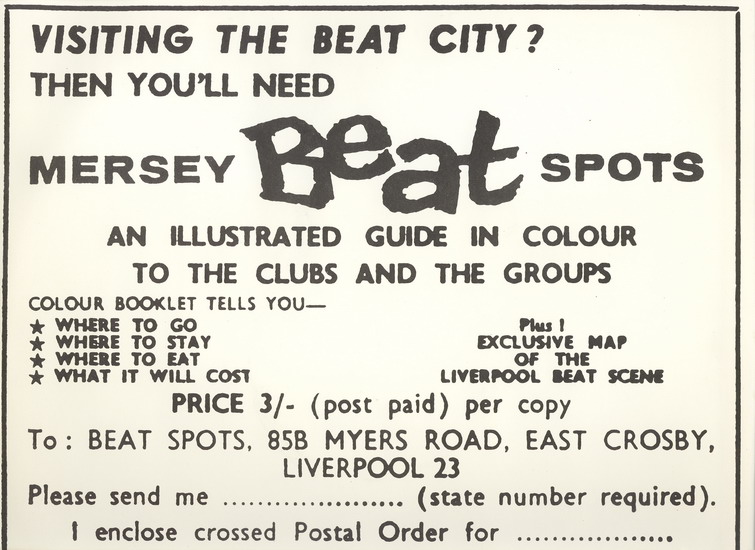 VISITING THE BEAT CITY?
THEN YOU'LL NEED
MERSEY Beat SPOTS
AN ILLUSTRATED GUIDE IN COLOUR
TO THE CLUBS AND THE GROUPS
COLOUR BOOKLET TELLS YOU—
★ WHERE TO GO
★ WHERE TO STAY
★ WHERE TO EAT
★ WHAT IT WILL COST
Plus !
EXCLUSIVE MAP
OF THE
LIVERPOOL BEAT SCENE
PRICE 3/- (post paid) per copy
To: BEAT SPOTS, 85B MYERS ROAD, EAST CROSBY,
LIVERPOOL 23
Please send me ...................... (state number required).
I enclose crossed Postal Order for ...................